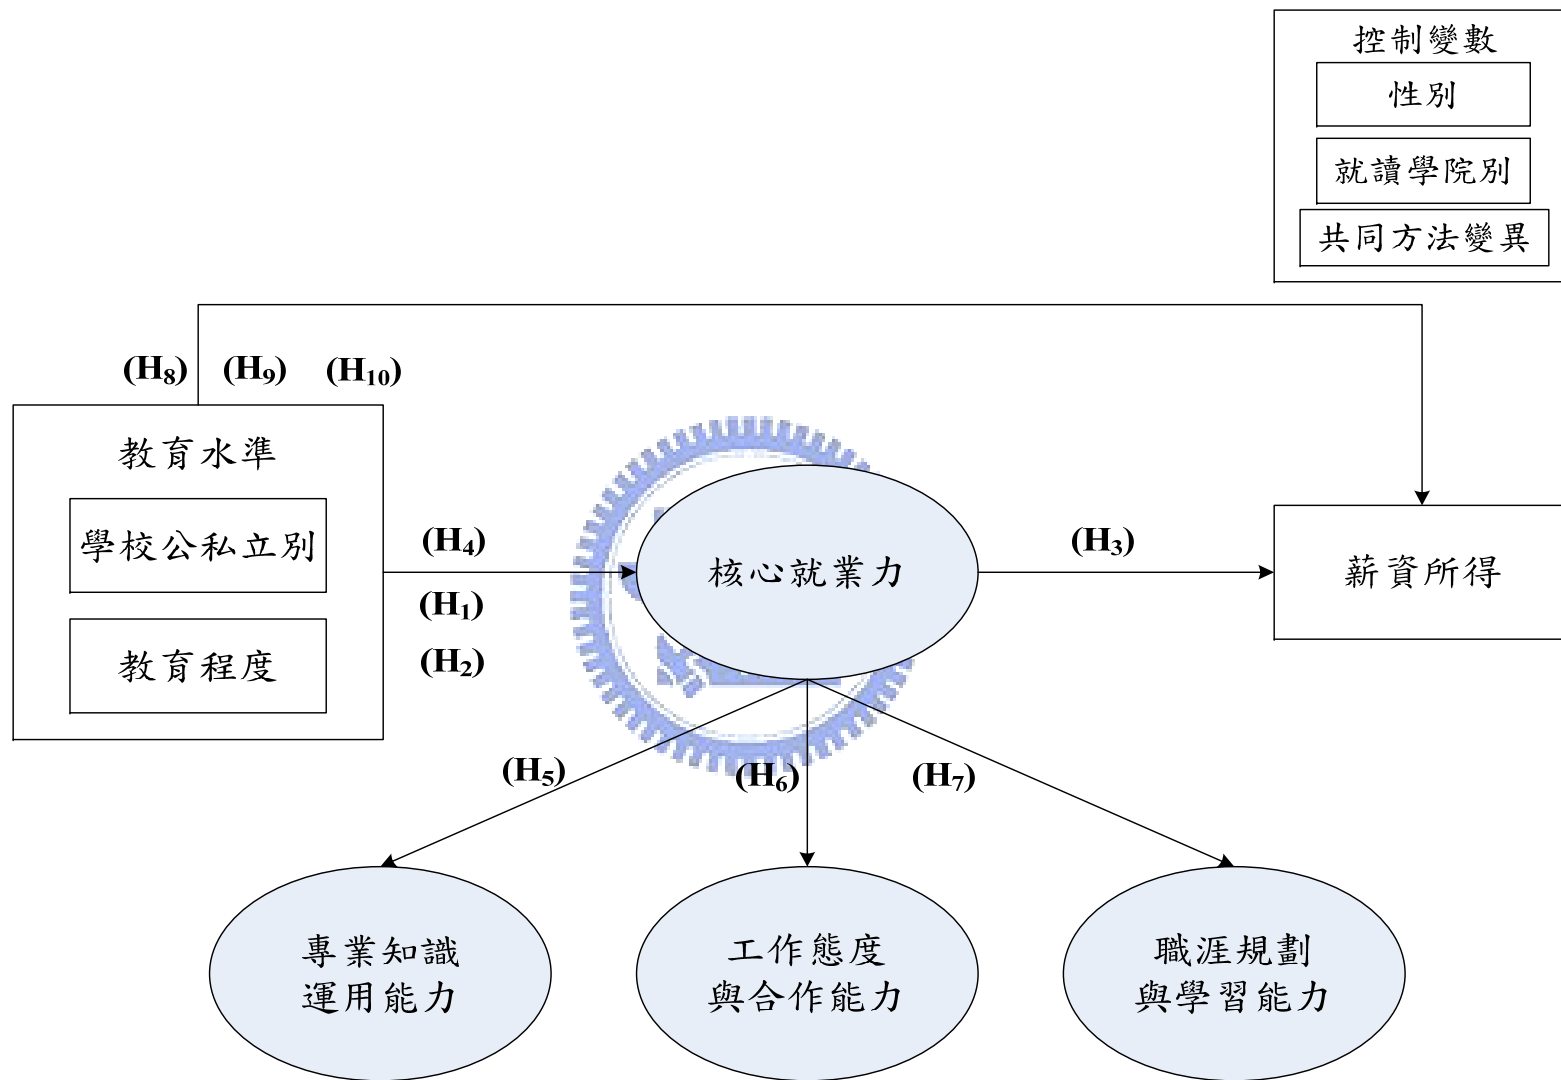 控制變數
性別
就讀學院別
共同方法變異
(H₈) (H₉) (H₁₀)
教育水準
學校公私立別
教育程度
(H₄)
(H₁)
(H₂)
核心就業力
(H₃)
薪資所得
(H₅) (H₆) (H₇)
專業知識
運用能力
工作態度
與合作能力
職涯規劃
與學習能力